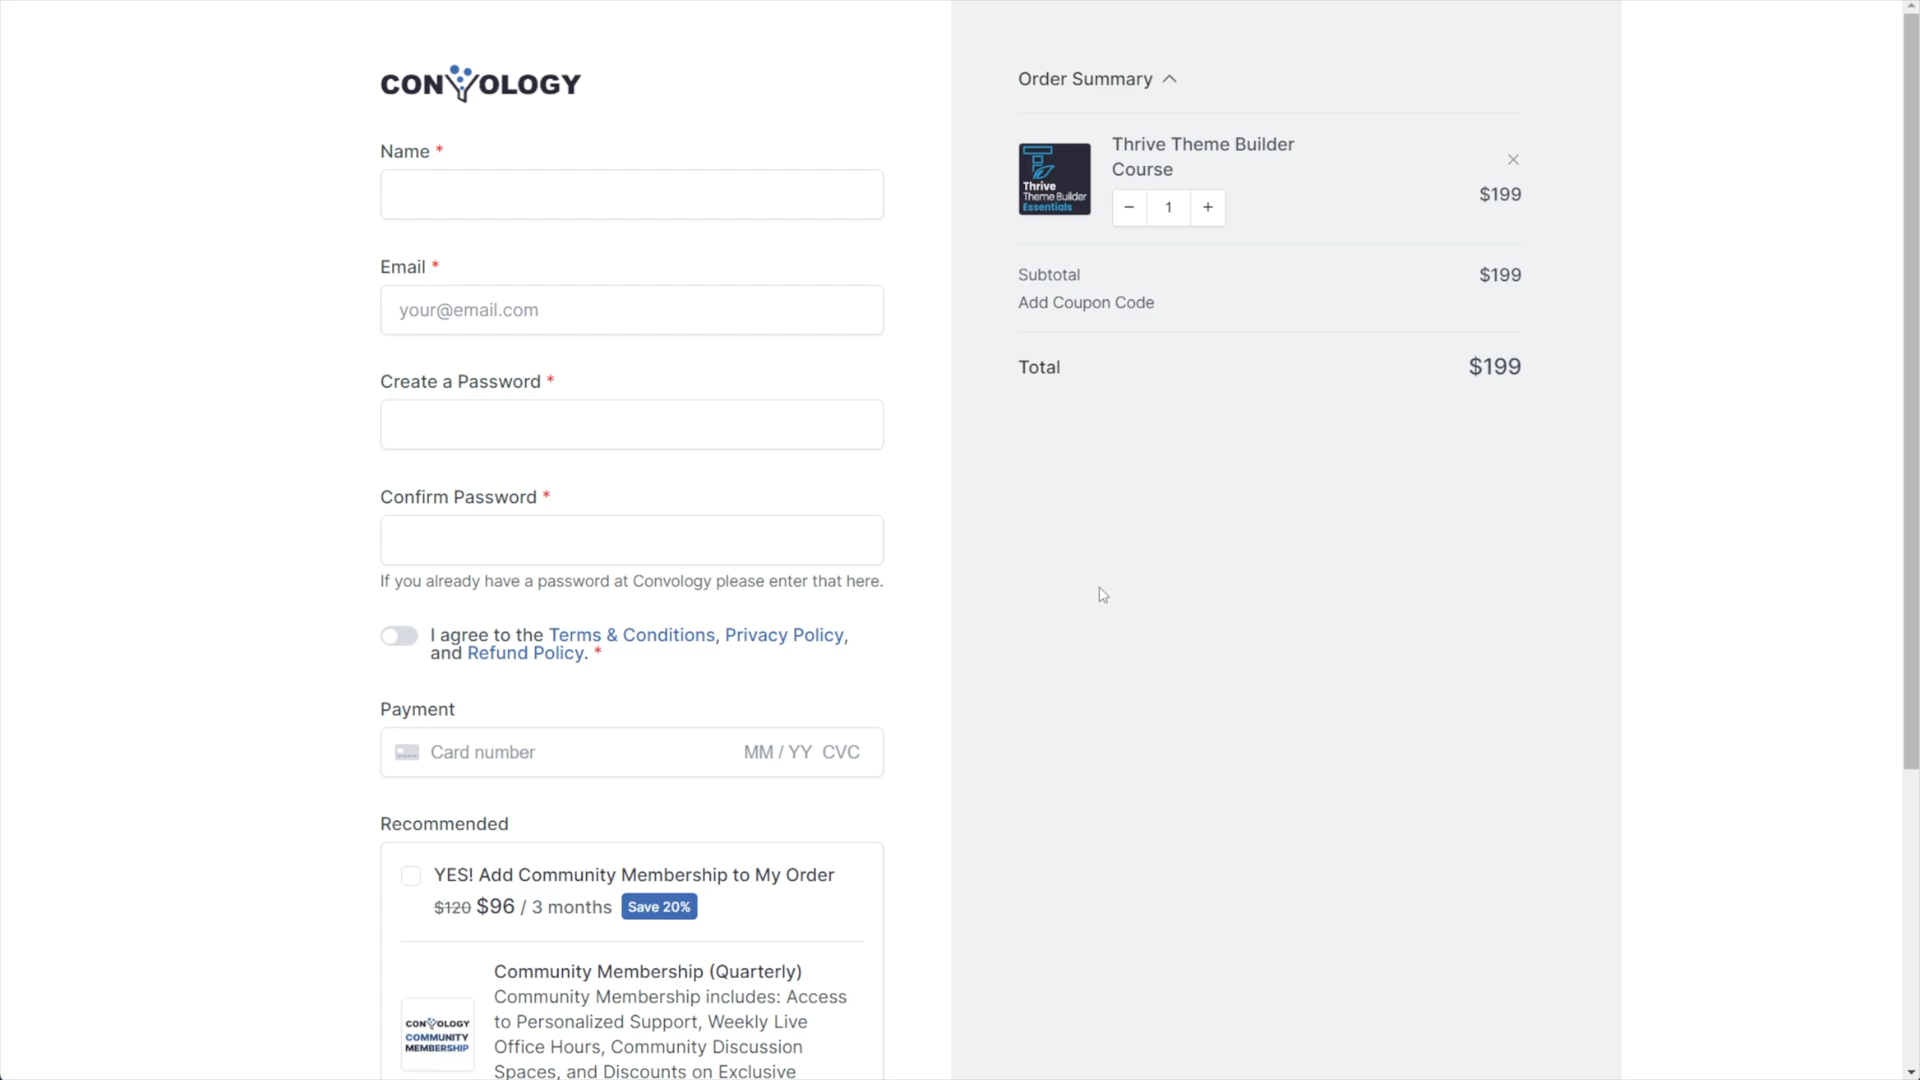 CONVOLOGY
Name *
Email *
your@email.com
Create a Password *
Confirm Password *
If you already have a password at Convology please enter that here.
I agree to the Terms & Conditions, Privacy Policy,
and Refund Policy. *
Payment
Card number MM / YY CVC
Recommended
YES! Add Community Membership to My Order
$120 $96 / 3 months Save 20%
Community Membership (Quarterly)
Community Membership includes: Access
to Personalized Support, Weekly Live
Office Hours, Community Discussion
Spaces, and Discounts on Exclusive
CONVOLOGY
COMMUNITY
MEMBERSHIP
Order Summary
Thrive
Theme Builder
Essentials
Thrive Theme Builder
Course
− 1 +
$199
Subtotal $199
Add Coupon Code
Total $199